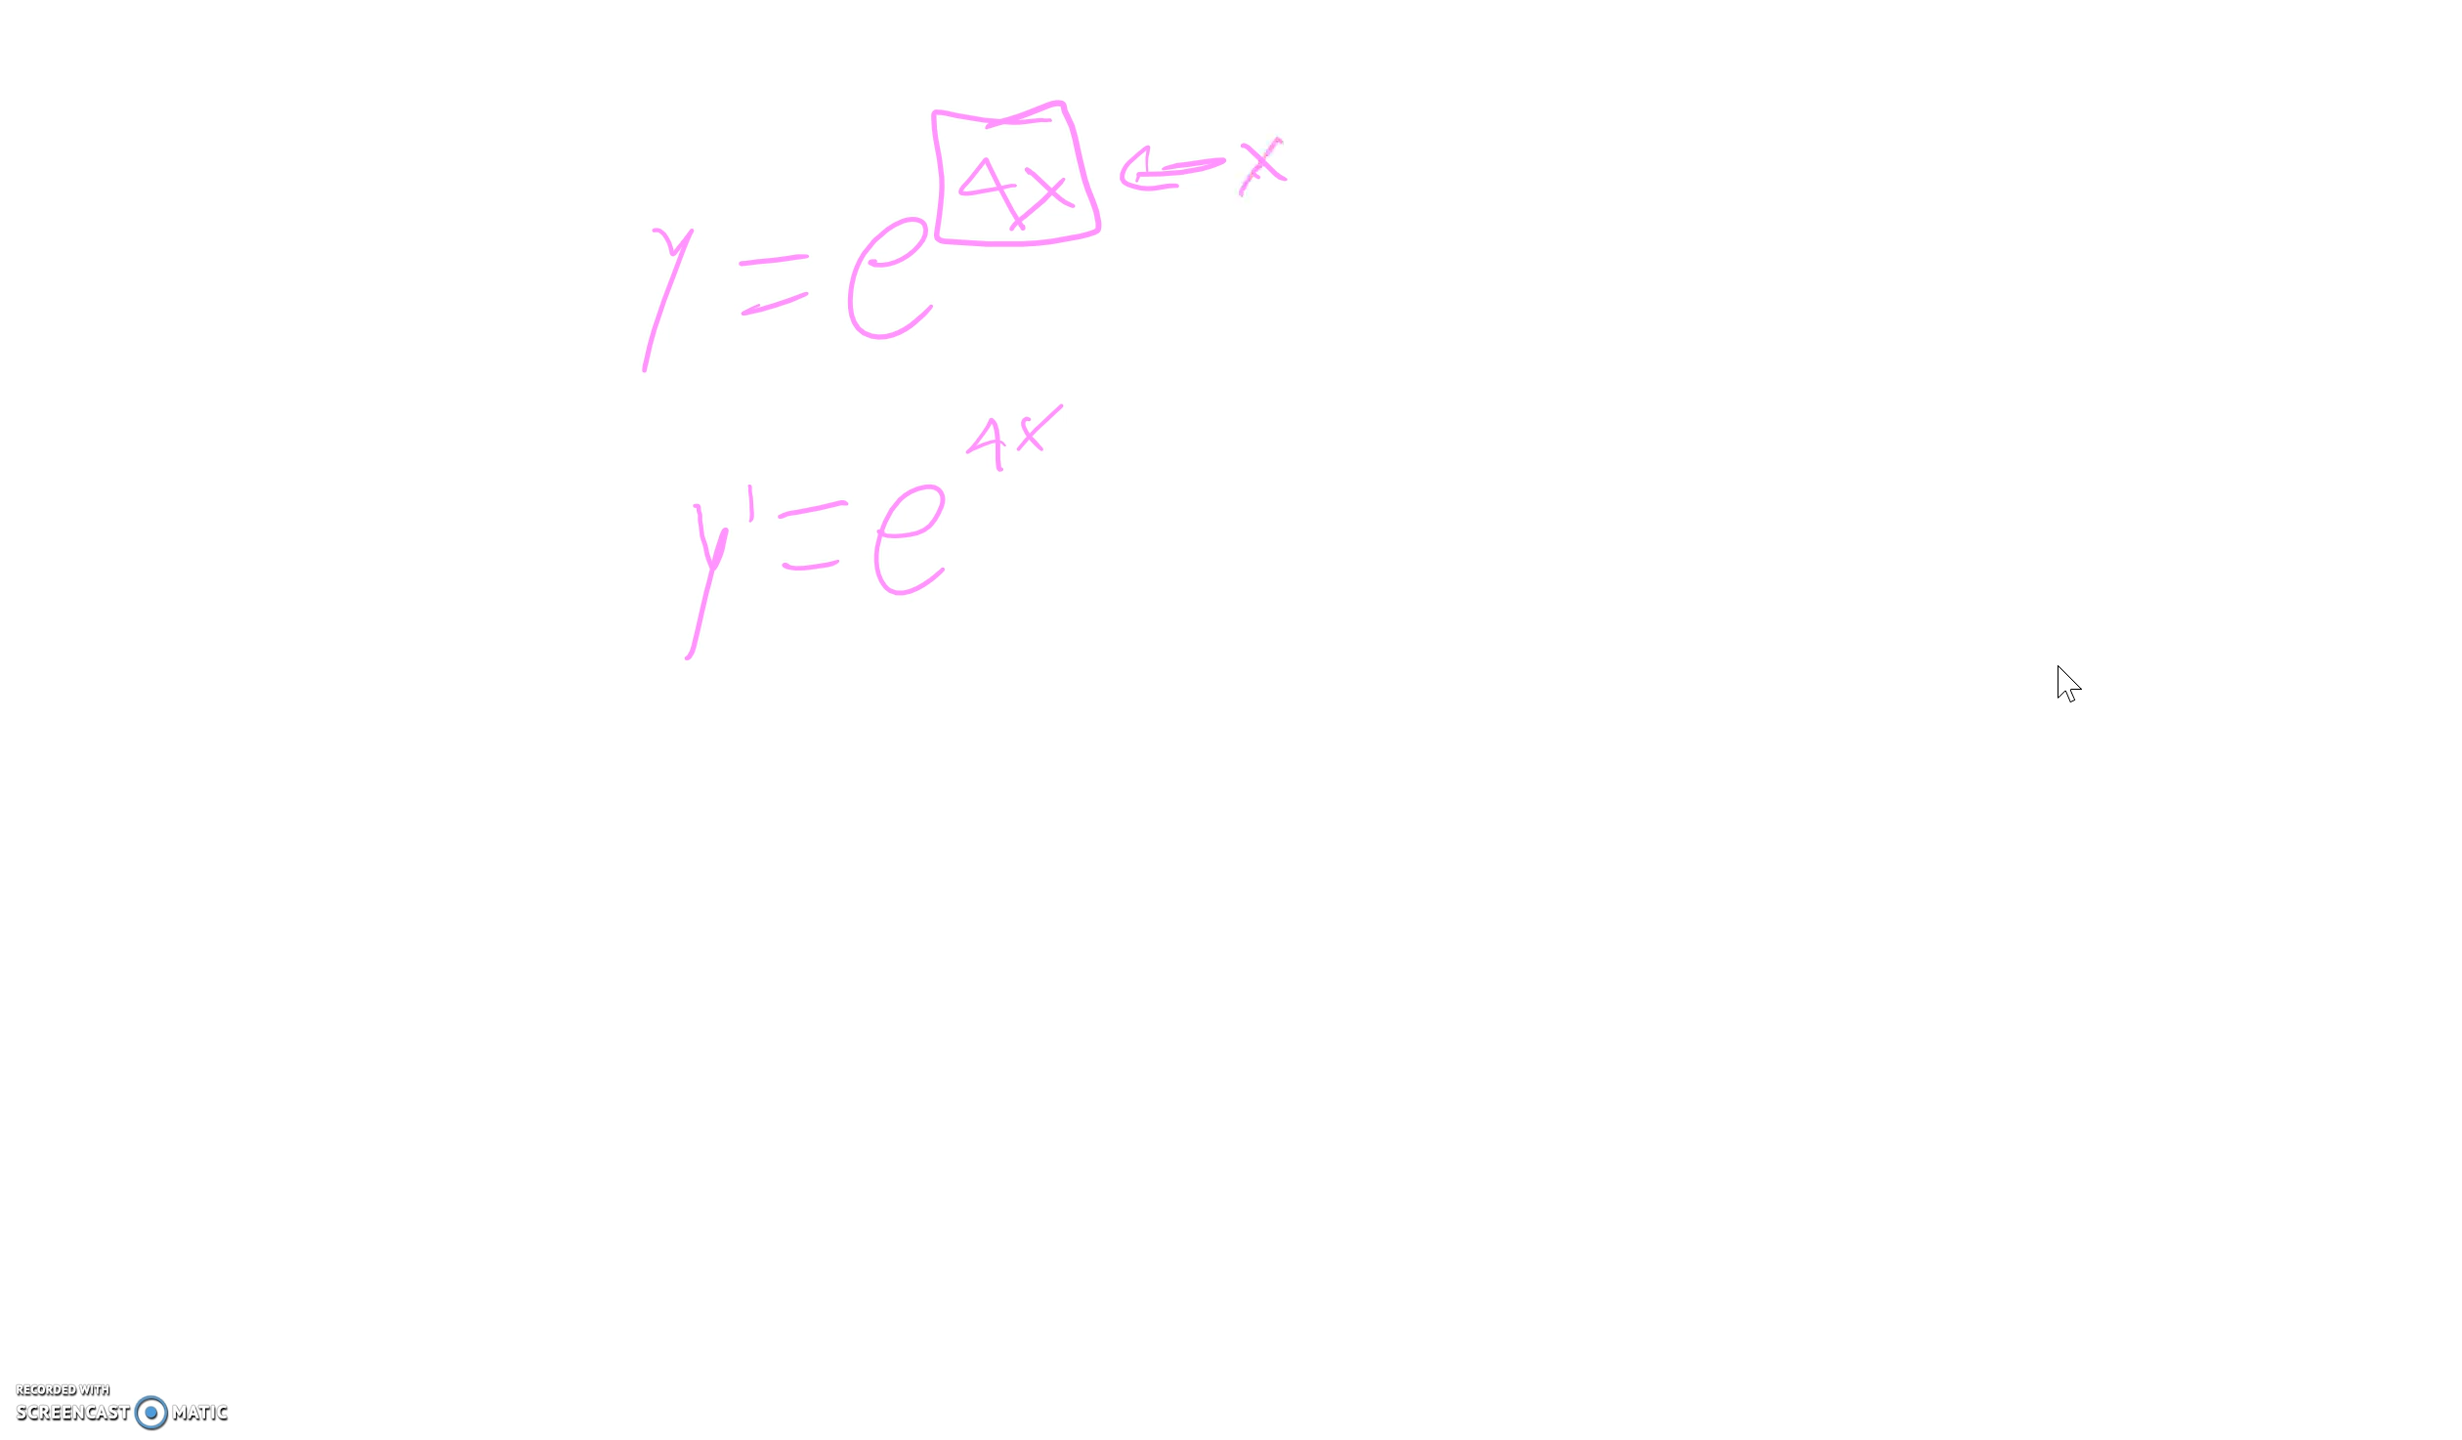 y = e^{4x} ← x
y' = e^{4x}
RECORDED WITH
SCREENCAST MATIC